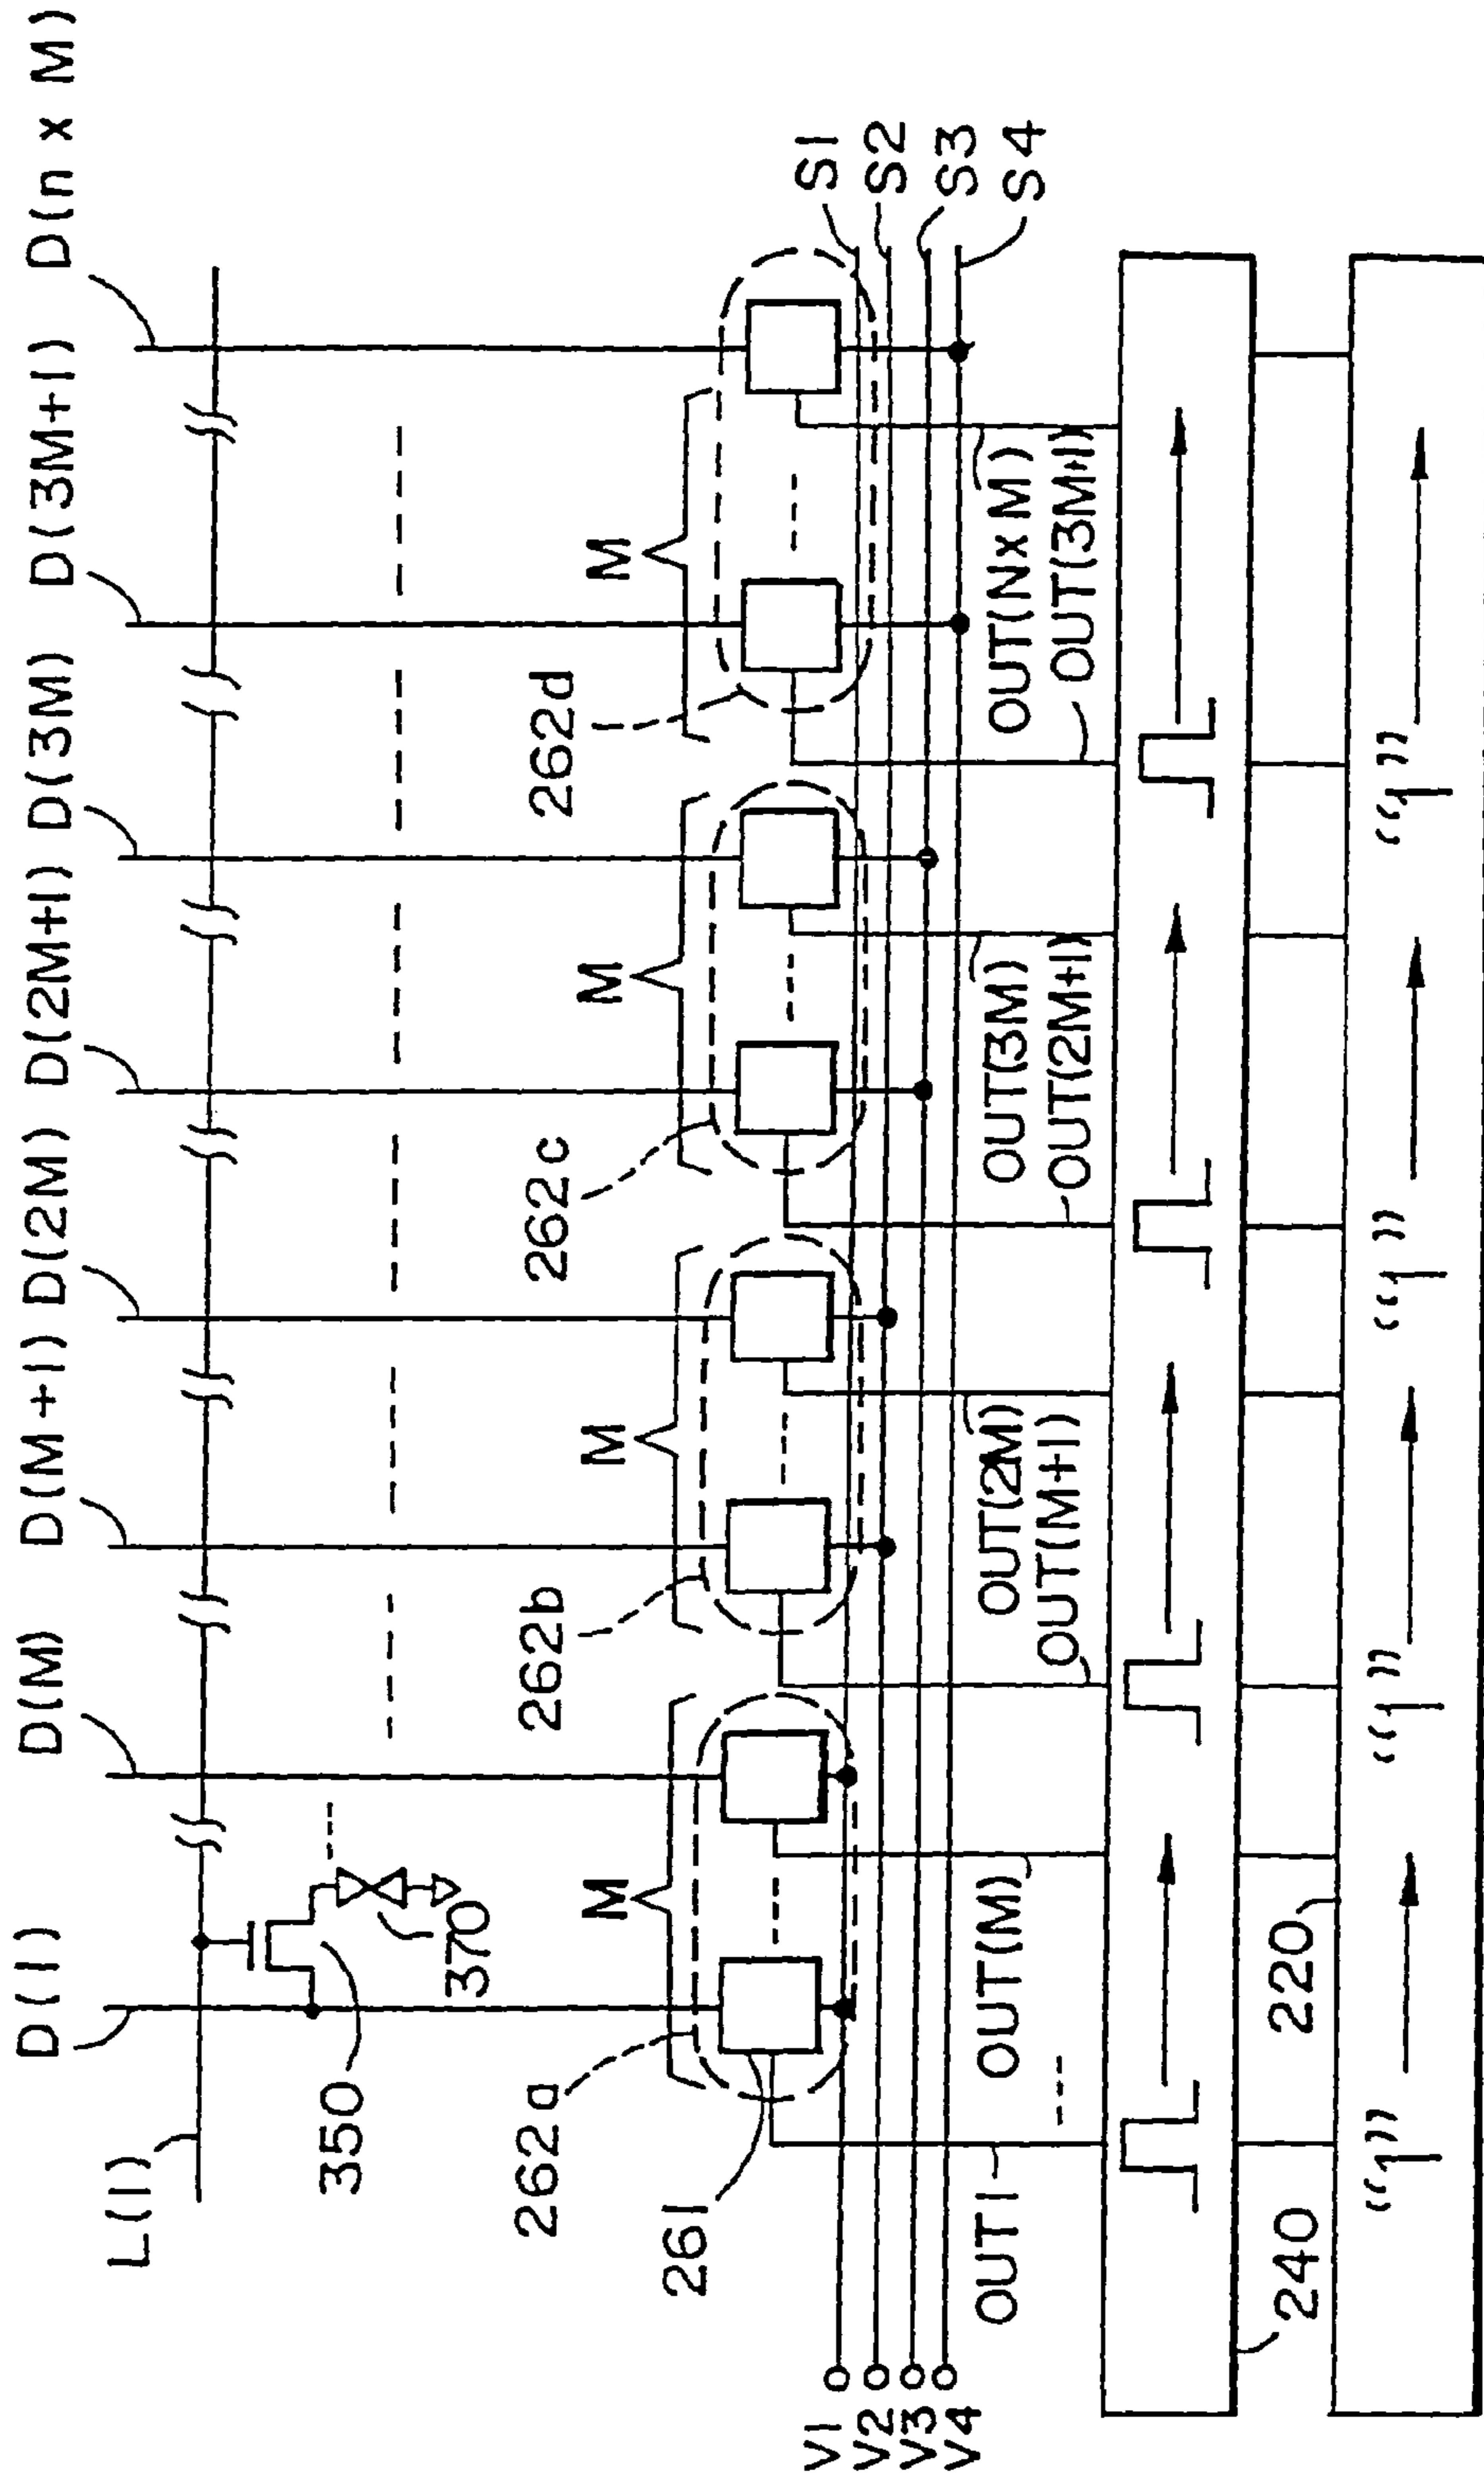 D(1) D(M) D(M+1) D(2M) D(2M+1) D(3M) D(3M+1) D(n x M)
L(1)
350
370
M M M M
262a 262b 262c 262d
261
S1
S2
S3
S4
V1
V2
V3
V4
OUT1 OUT(M) OUT(2M) OUT(3M) OUT(NxM)
OUT(M+1) OUT(2M+1) OUT(3M+1)
240 220
“1” “1” “1” “1”